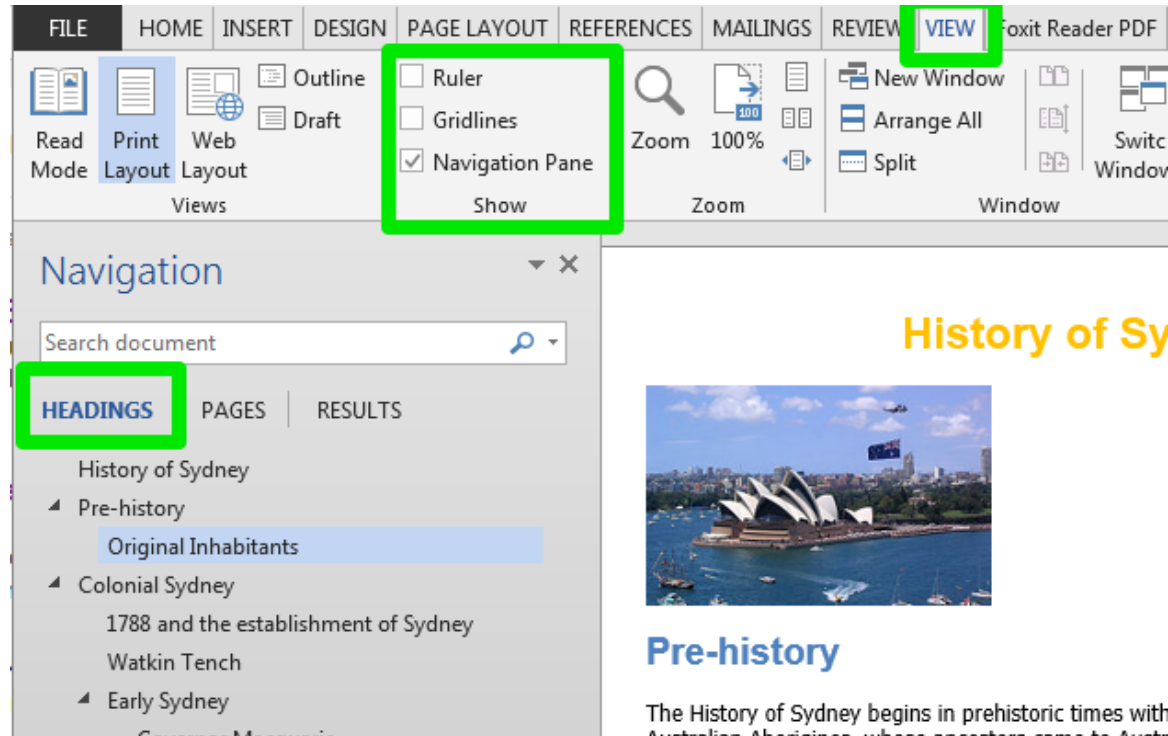 FILE HOME INSERT DESIGN PAGE LAYOUT REFERENCES MAILINGS REVIEW VIEW Foxit Reader PDF
Read Mode
Print Layout
Web Layout
Outline
Draft
Views
Ruler
Gridlines
Navigation Pane
Show
Zoom
100
100%
Zoom
New Window
Arrange All
Split
Window
Navigation
Search document
HEADINGS PAGES RESULTS
History of Sydney
Pre-history
Original Inhabitants
Colonial Sydney
1788 and the establishment of Sydney
Watkin Tench
Early Sydney
History of Sy
Pre-history
The History of Sydney begins in prehistoric times with